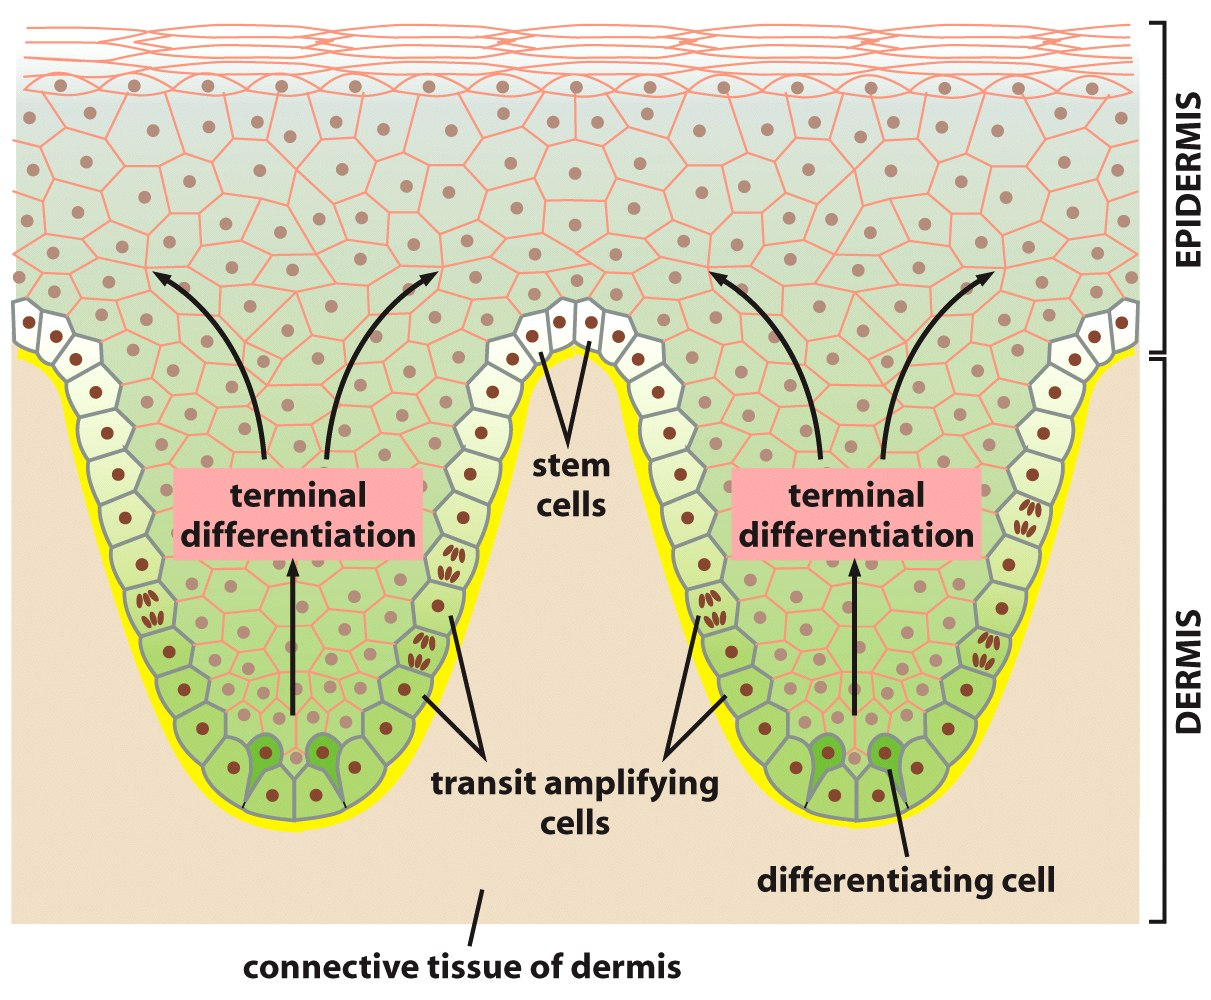 EPIDERMIS
stem
cells
terminal
differentiation
terminal
differentiation
DERMIS
transit amplifying
cells
differentiating cell
connective tissue of dermis